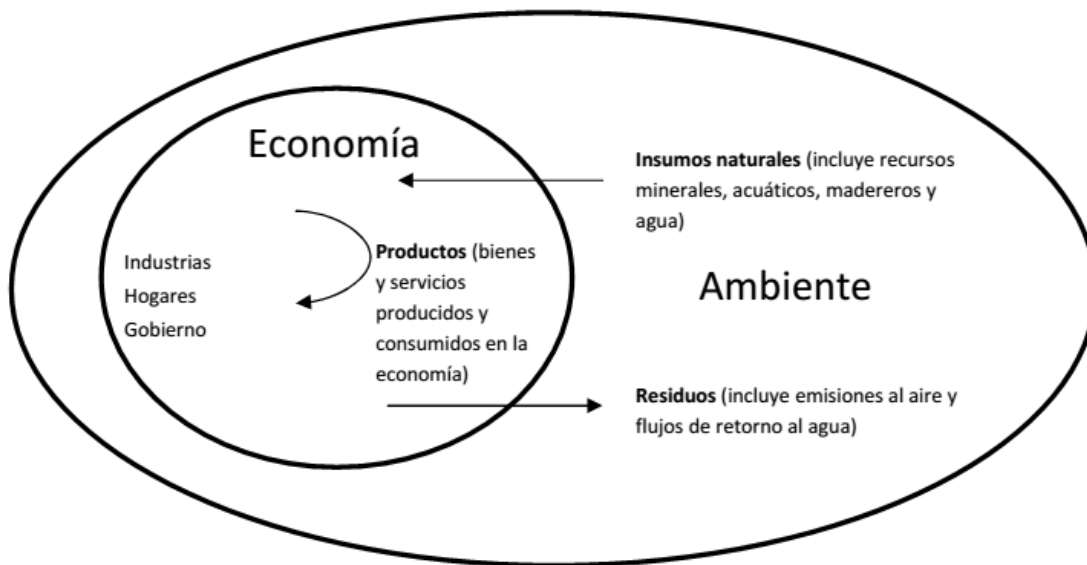 Economía
Industrias
Hogares
Gobierno
Productos (bienes
y servicios
producidos y
consumidos en la
economía)
Insumos naturales (incluye recursos
minerales, acuáticos, madereros y
agua)
Ambiente
Residuos (incluye emisiones al aire y
flujos de retorno al agua)